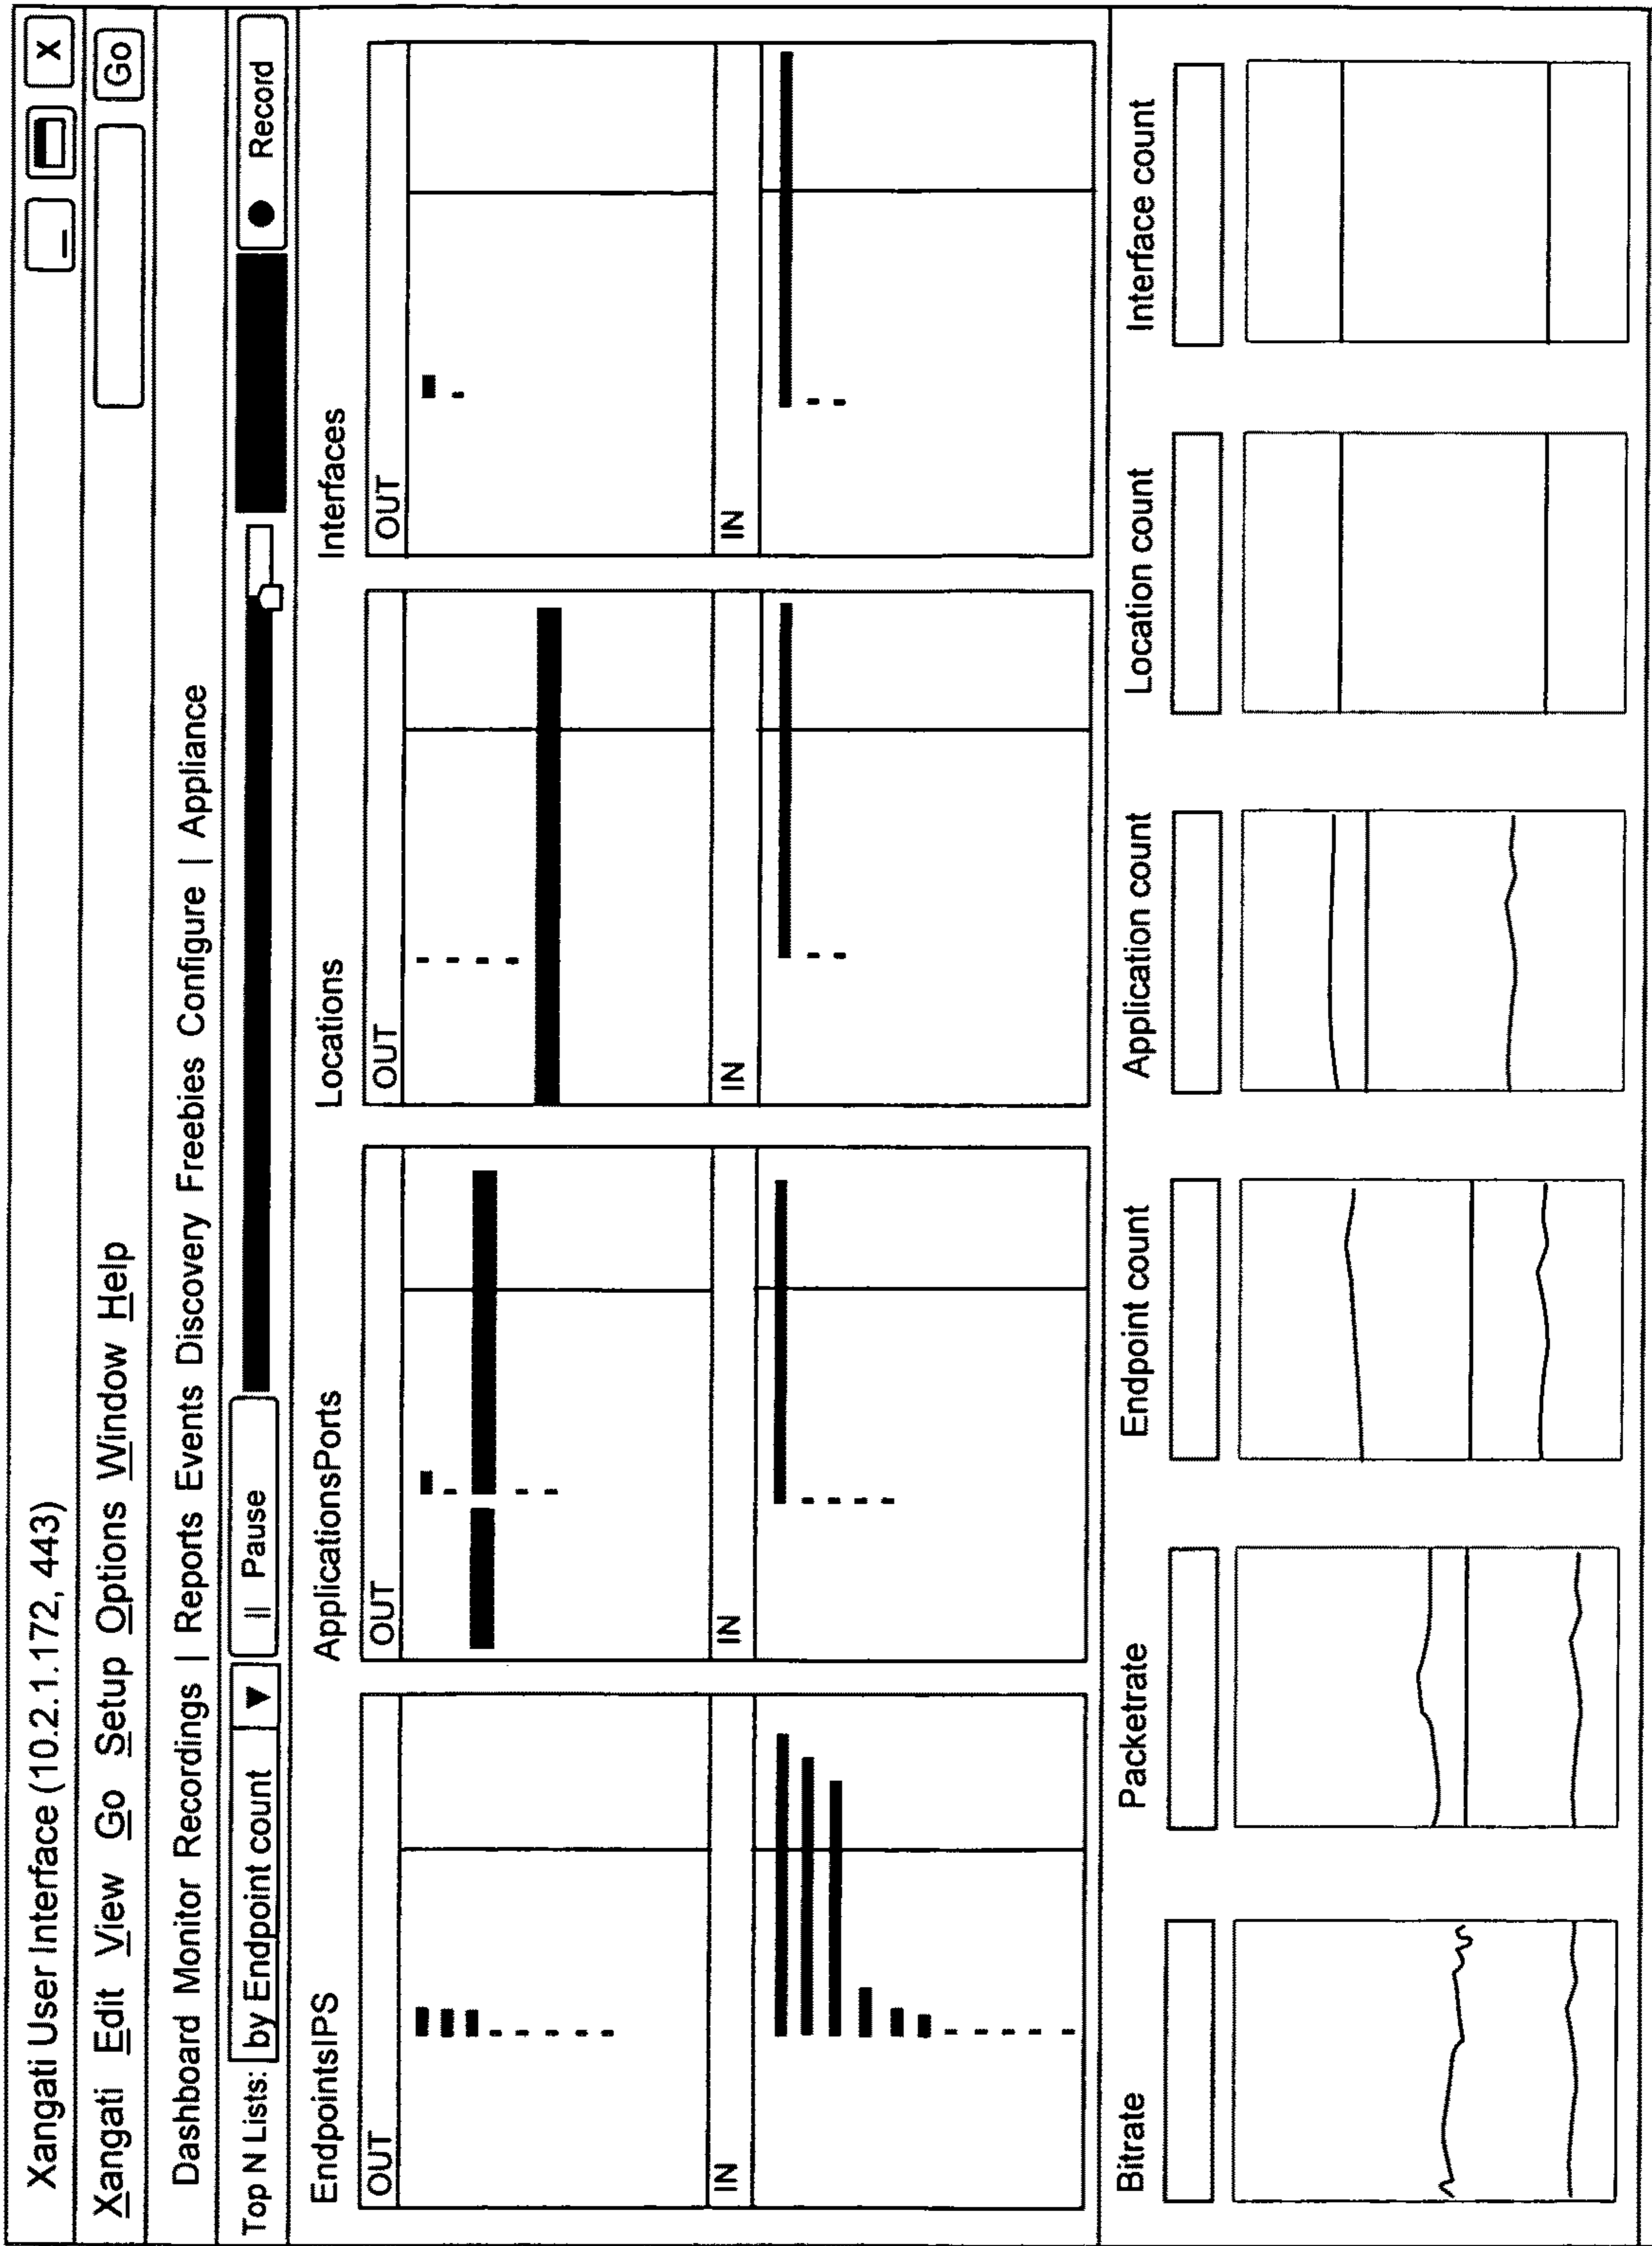 Xangati User Interface (10.2.1.172, 443)
_ X
Xangati Edit View Go Setup Options Window Help
Go
Dashboard Monitor Recordings | Reports Events Discovery Freebies Configure | Appliance
Top N Lists: by Endpoint count ▼ || Pause ● Record
EndpointsIPS ApplicationsPorts Locations Interfaces
OUT OUT OUT OUT
IN IN IN IN
Bitrate Packetrate Endpoint count Application count Location count Interface count